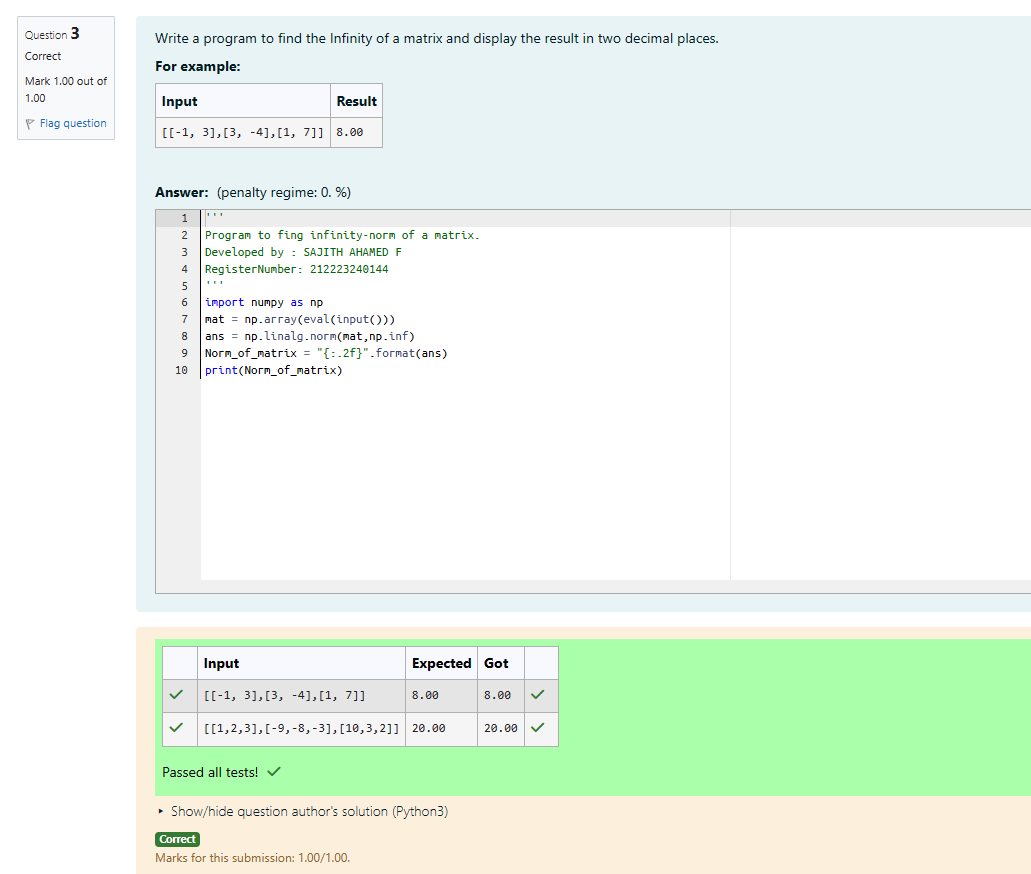 Question 3
Correct
Mark 1.00 out of
1.00
Flag question
Write a program to find the Infinity of a matrix and display the result in two decimal places.
For example:
Input Result
[[-1, 3],[3, -4],[1, 7]] 8.00
Answer: (penalty regime: 0. %)
1 '''
2 Program to fing infinity-norm of a matrix.
3 Developed by : SAJITH AHAMED F
4 RegisterNumber: 212223240144
5 '''
6 import numpy as np
7 mat = np.array(eval(input()))
8 ans = np.linalg.norm(mat,np.inf)
9 Norm_of_matrix = "{:.2f}".format(ans)
10 print(Norm_of_matrix)
Input Expected Got
[[-1, 3],[3, -4],[1, 7]] 8.00 8.00
[[1,2,3],[-9,-8,-3],[10,3,2]] 20.00 20.00
Passed all tests!
Show/hide question author's solution (Python3)
Correct
Marks for this submission: 1.00/1.00.